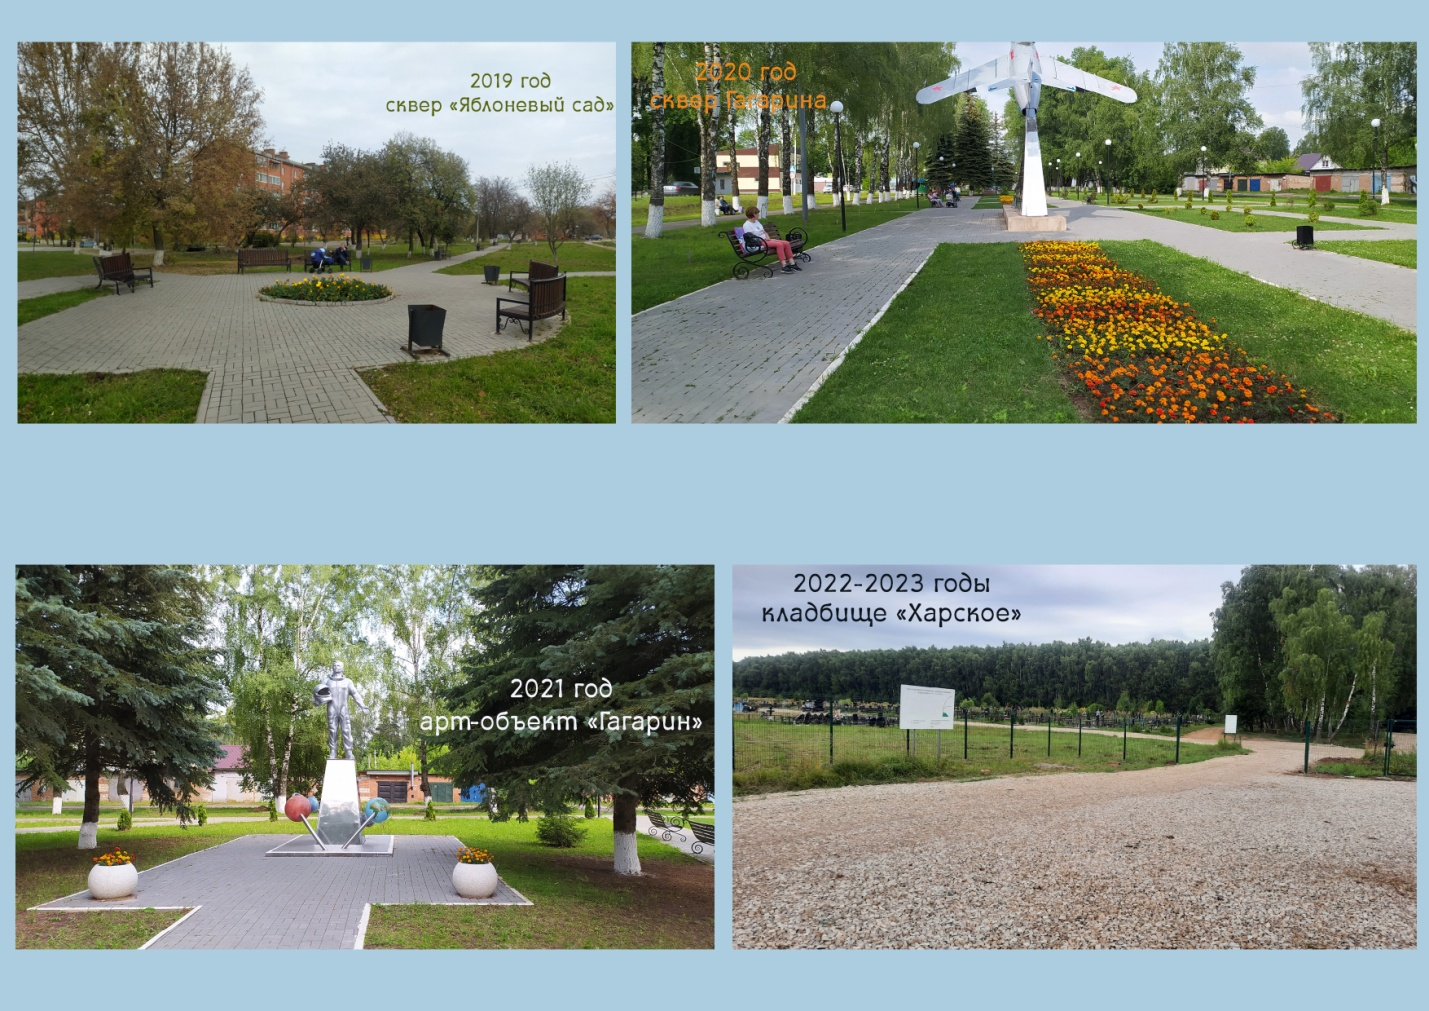 2019 год
сквер «Яблоневый сад»
2020 год
сквер Гагарина
2021 год
арт-объект «Гагарин»
2022-2023 годы
кладбище «Харское»